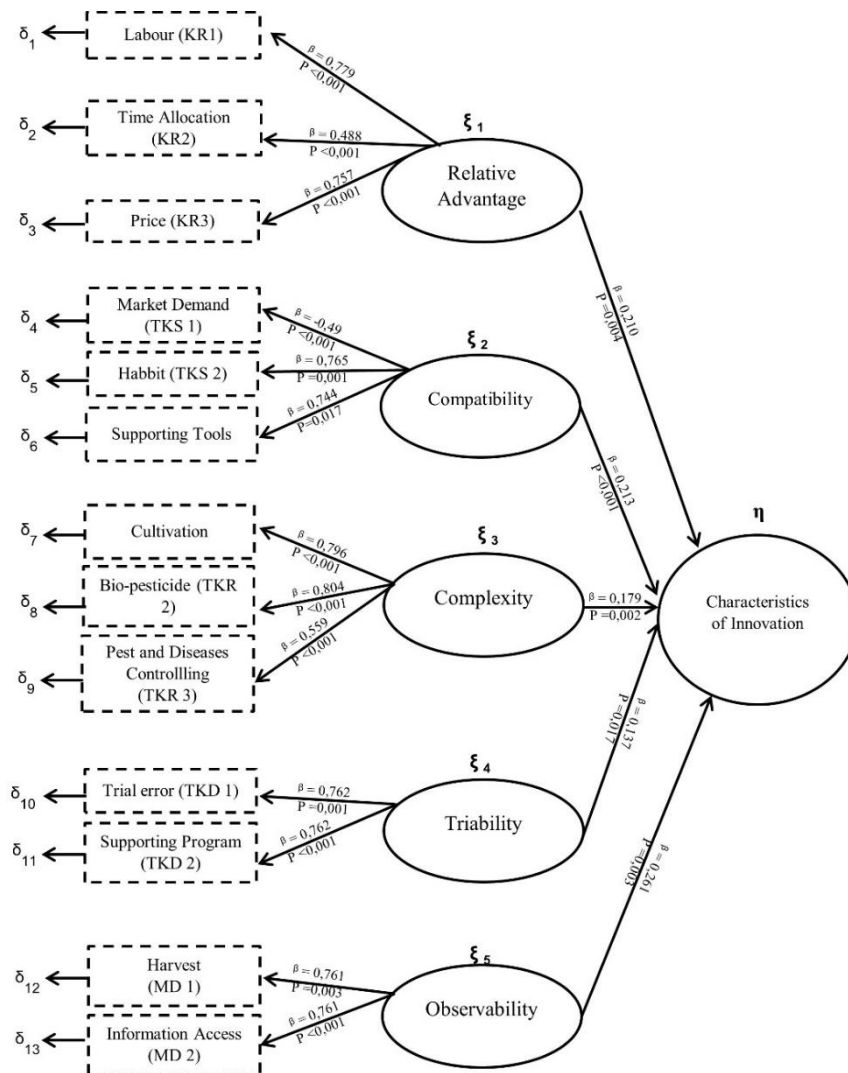 δ1
Labour (KR1)
β = 0,779
P <0,001
δ2
Time Allocation
(KR2)
β = 0,488
P <0,001
δ3
Price (KR3)
β = 0,757
P <0,001
ξ 1
Relative
Advantage
β = 0,210
P =0,004
δ4
Market Demand
(TKS 1)
β = -0,49
P <0,001
δ5
Habbit (TKS 2)
β = 0,765
P =0,001
δ6
Supporting Tools
β = 0,744
P=0,017
ξ 2
Compatibility
β = 0,213
P <0,001
δ7
Cultivation
β = 0,796
P <0,001
δ8
Bio-pesticide (TKR
2)
β = 0,804
P <0,001
δ9
Pest and Diseases
Controllling
(TKR 3)
β = 0,559
P <0,001
ξ 3
Complexity
β = 0,179
P =0,002
η
Characteristics
of Innovation
δ10
Trial error (TKD 1)
β = 0,762
P =0,001
δ11
Supporting Program
(TKD 2)
β = 0,762
P <0,001
ξ 4
Triability
β = 0,137
P =0,017
δ12
Harvest
(MD 1)
β = 0,761
P =0,003
δ13
Information Access
(MD 2)
β = 0,761
P <0,001
ξ 5
Observability
β = 0,261
P =0,003